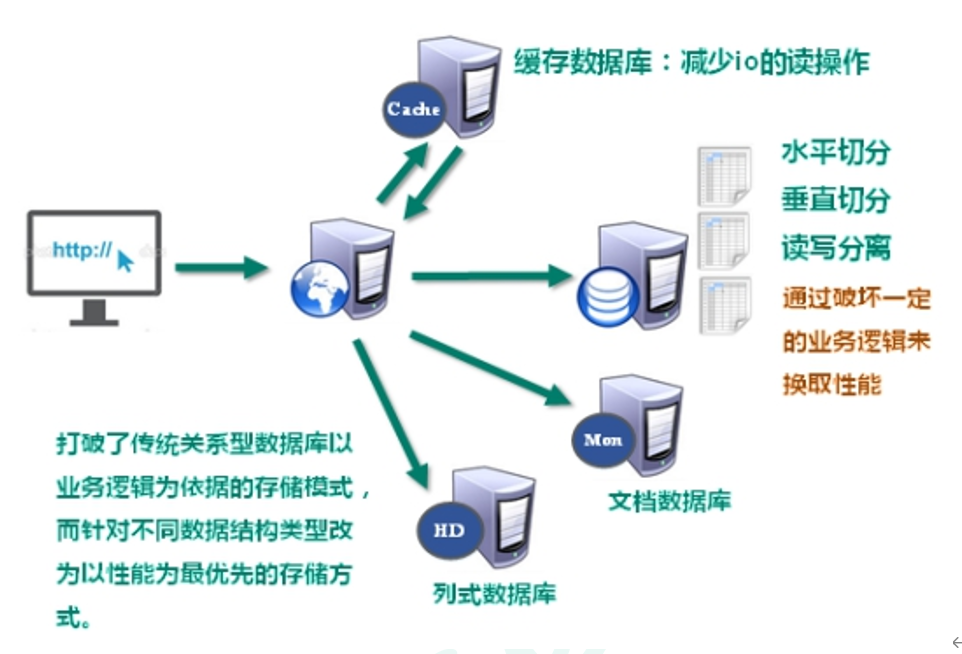 缓存数据库：减少io的读操作
Cache
水平切分
垂直切分
读写分离
http://
通过破坏一定
的业务逻辑来
换取性能
Mon
文档数据库
打破了传统关系型数据库以
业务逻辑为依据的存储模式，
而针对不同数据结构类型改
为以性能为最优先的存储方
式。
HD
列式数据库